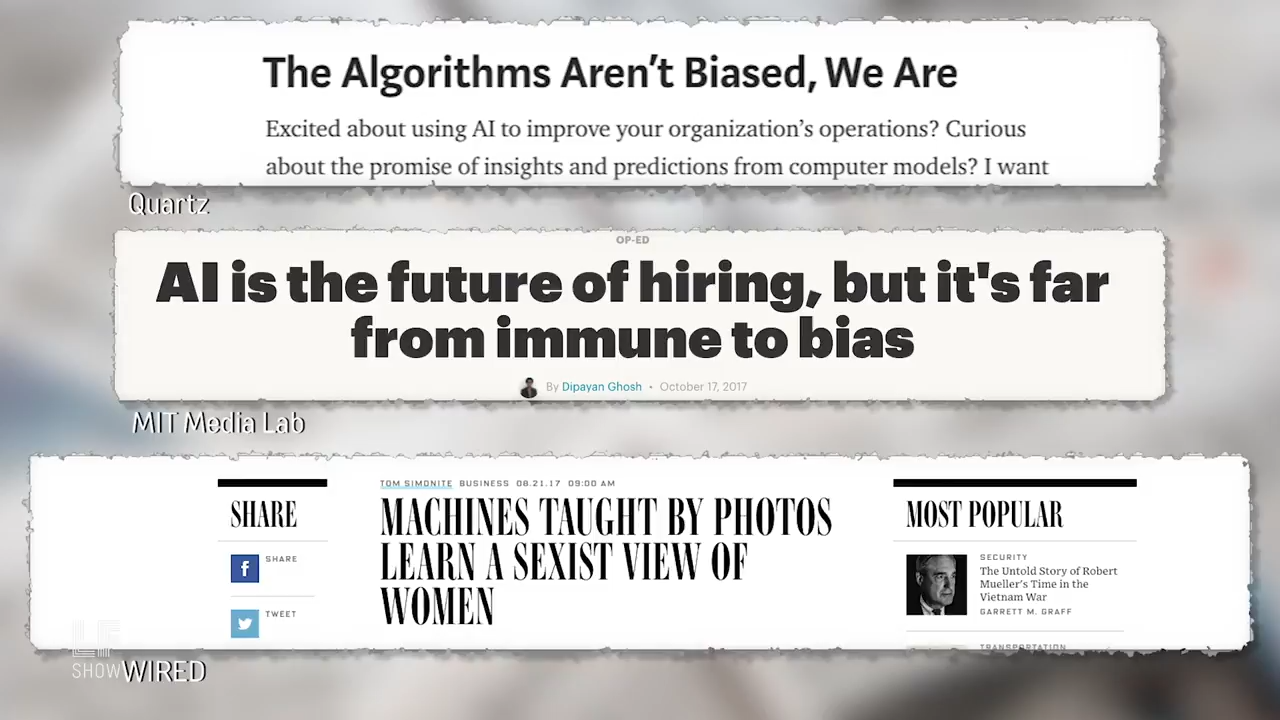 The Algorithms Aren't Biased, We Are
Excited about using AI to improve your organization's operations? Curious
about the promise of insights and predictions from computer models? I want
Quartz
OP-ED
AI is the future of hiring, but it's far
from immune to bias
By Dipayan Ghosh • October 17, 2017
MIT Media Lab
SHARE
f SHARE
TWEET
TOM SIMONITE BUSINESS 08.21.17 09:00 AM
MACHINES TAUGHT BY PHOTOS
LEARN A SEXIST VIEW OF
WOMEN
MOST POPULAR
SECURITY
The Untold Story of Robert
Mueller's Time in the
Vietnam War
GARRETT M. GRAFF
TRANSPORTATION
LF
SHOW
WIRED